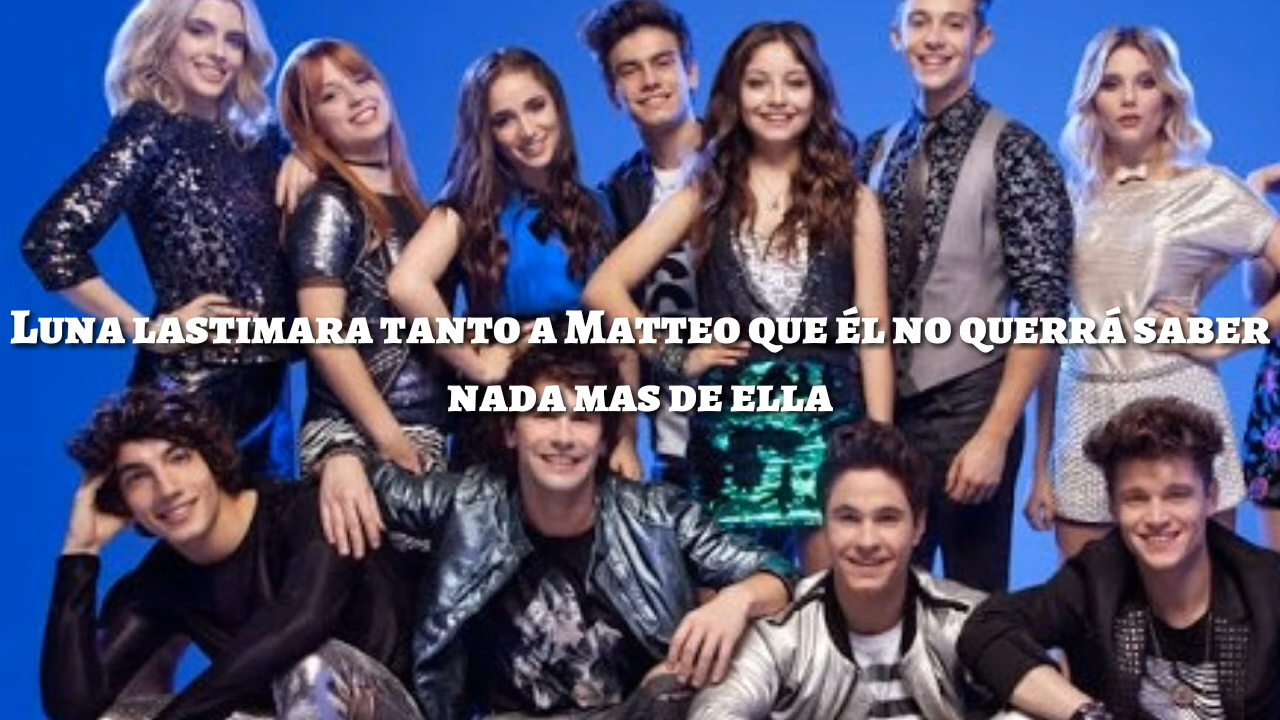 Luna lastimara tanto a Matteo que él no querrá saber
nada mas de ella